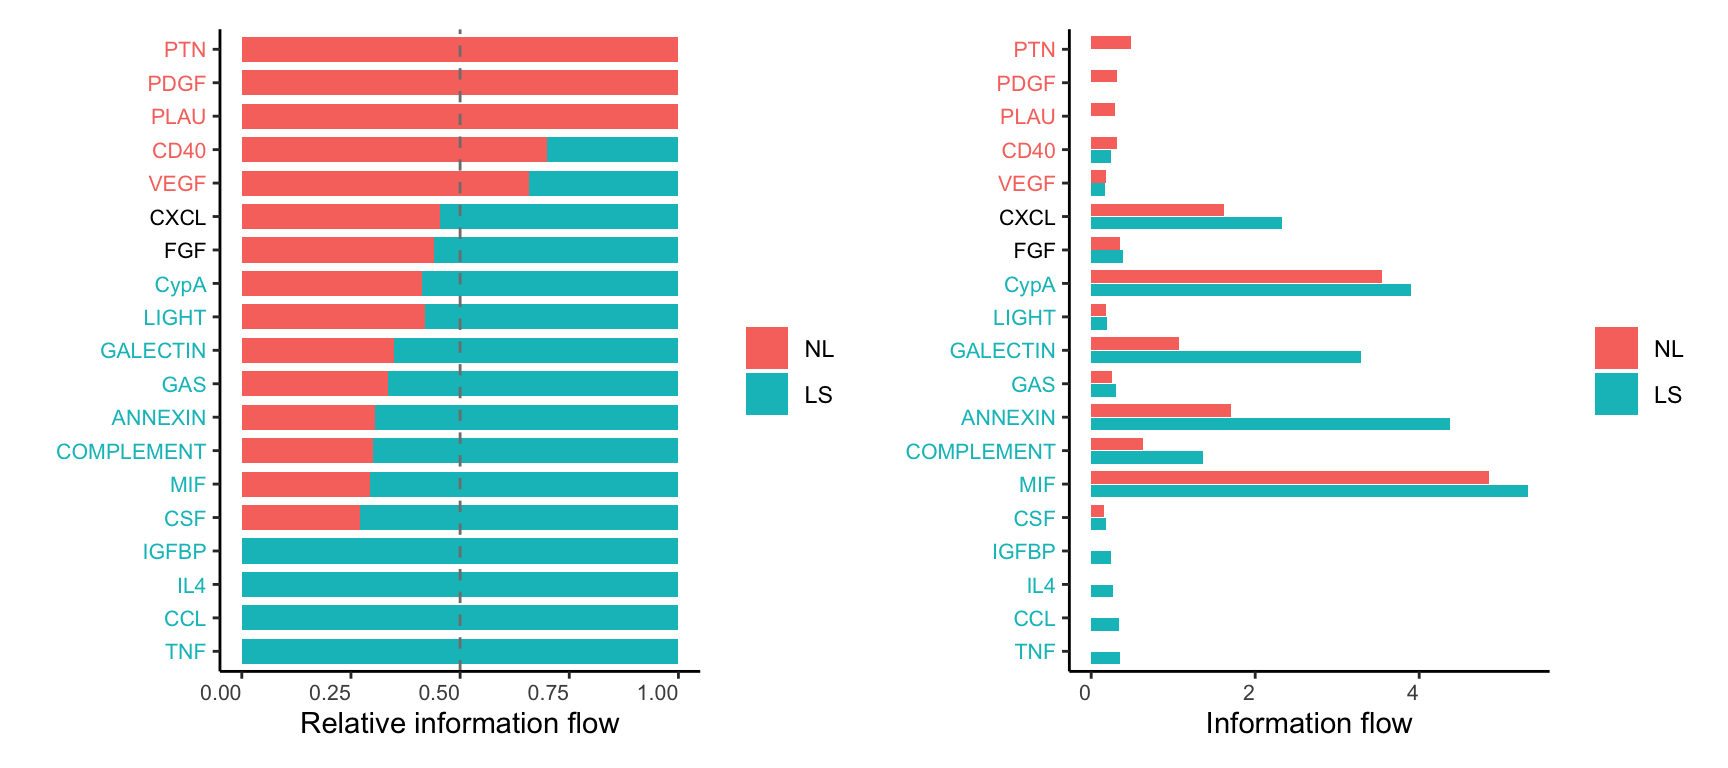 PTN
PDGF
PLAU
CD40
VEGF
CXCL
FGF
CypA
LIGHT
GALECTIN
GAS
ANNEXIN
COMPLEMENT
MIF
CSF
IGFBP
IL4
CCL
TNF
0.00 0.25 0.50 0.75 1.00
Relative information flow
NL
LS
PTN
PDGF
PLAU
CD40
VEGF
CXCL
FGF
CypA
LIGHT
GALECTIN
GAS
ANNEXIN
COMPLEMENT
MIF
CSF
IGFBP
IL4
CCL
TNF
0 2 4
Information flow
NL
LS